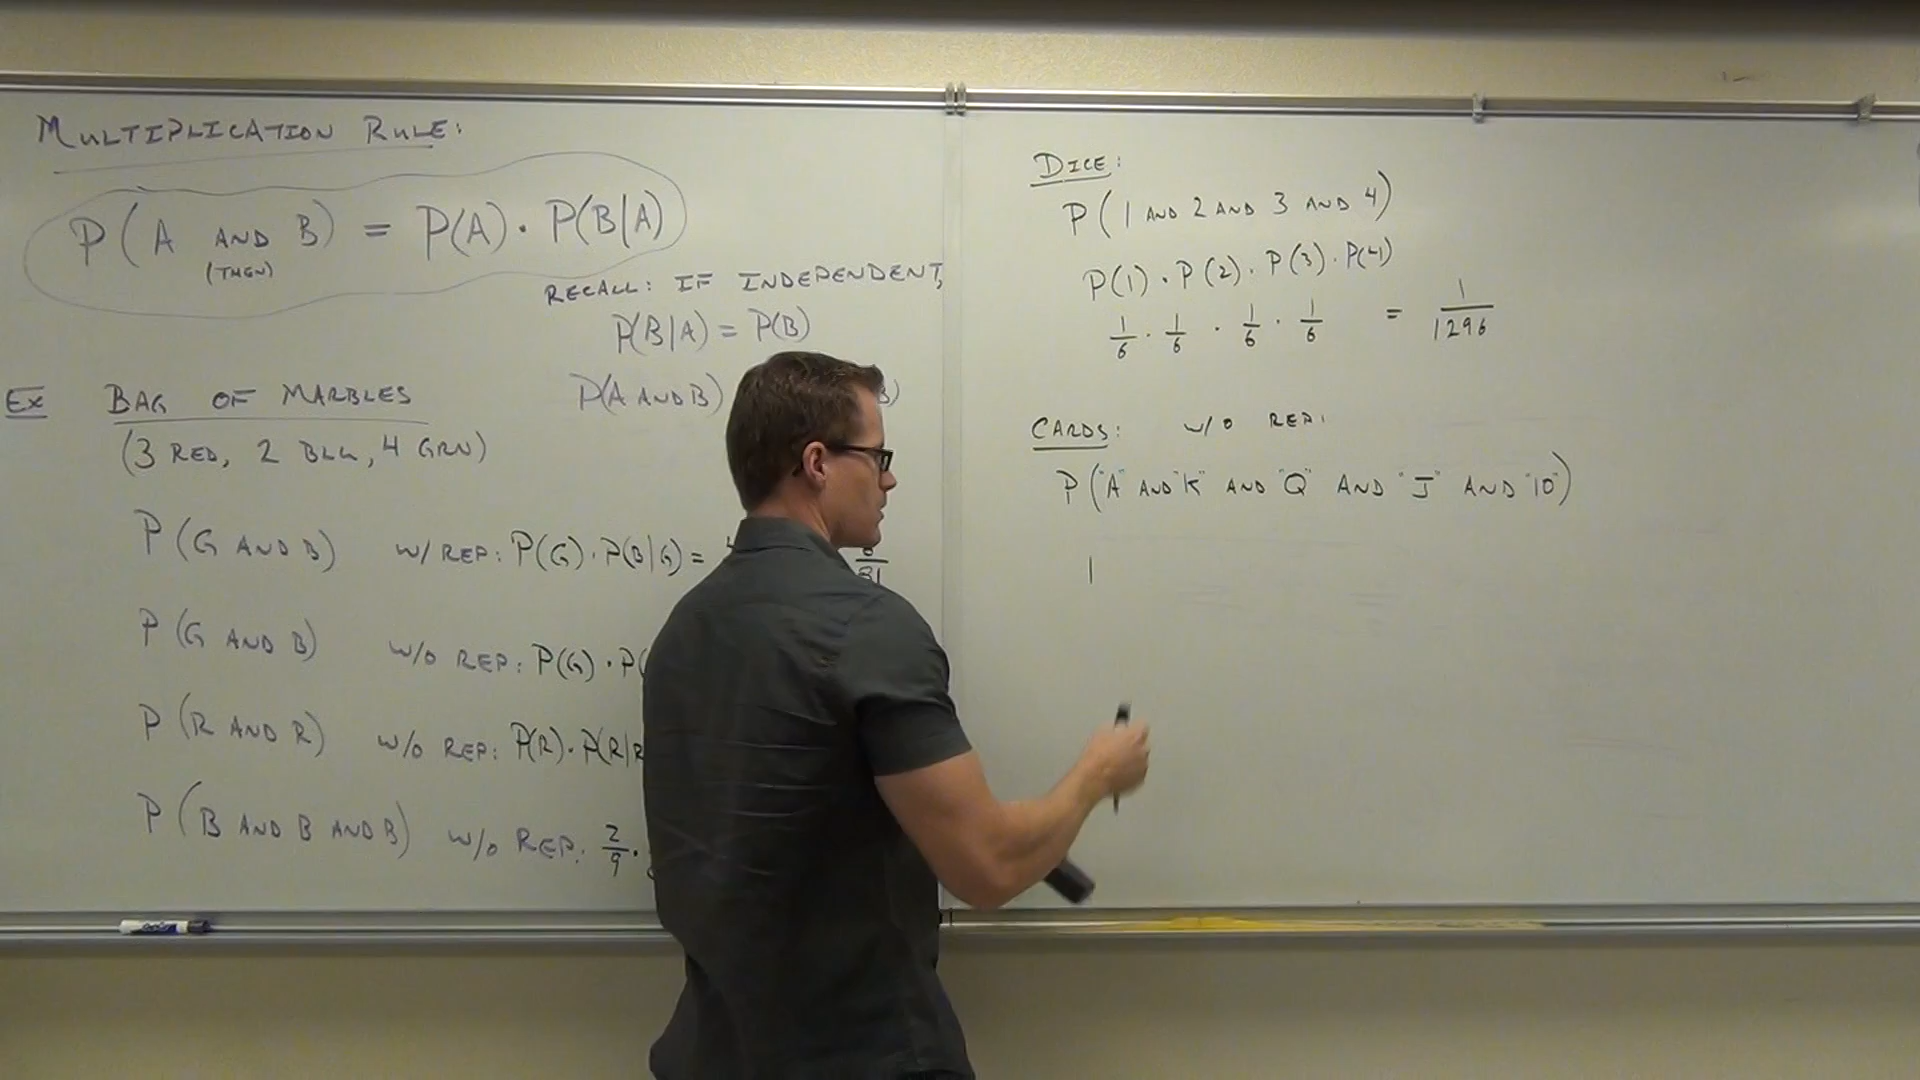 MULTIPLICATION RULE:
P(A AND B) = P(A) · P(B|A)
(THEN)
RECALL: IF INDEPENDENT,
P(B|A) = P(B)
P(A AND B) B)
EX BAG OF MARBLES
(3 RED, 2 BLU, 4 GRN)
P(G AND B) W/ REP: P(G) · P(B|G) = 81
P(G AND B) W/O REP: P(G) · P(
P(R AND R) W/O REP: P(R) · P(R|R
P(B AND B AND B) W/O REP: 2/9 ·
DICE:
P(1 AND 2 AND 3 AND 4)
P(1) · P(2) · P(3) · P(4)
1/6 · 1/6 · 1/6 · 1/6 = 1/1296
CARDS: W/O REP:
P("A" AND "K" AND "Q" AND "J" AND "10")
1